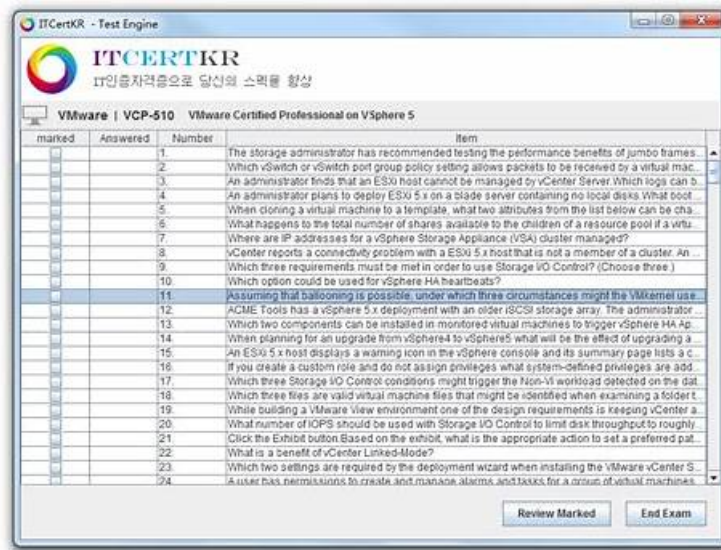 ITCertKR - Test Engine
ITCERTKR
IT인증자격증으로 당신의 스펙을 향상
VMware | VCP-510 VMware Certified Professional on VSphere 5
marked Answered Number Item
1. The storage administrator has recommended testing the performance benefits of jumbo frames...
2. Which vSwitch or vSwitch port group policy setting allows packets to be received by a virtual mac...
3. An administrator finds that an ESXi host cannot be managed by vCenter Server.Which logs can b...
4. An administrator plans to deploy ESXi 5.x on a blade server containing no local disks.What boot...
5. When cloning a virtual machine to a template, what two attributes from the list below can be cha...
6. What happens to the total number of shares available to the children of a resource pool if a virtu...
7. Where are IP addresses for a vSphere Storage Appliance (VSA) cluster managed?
8. vCenter reports a connectivity problem with a ESXi 5.x host that is not a member of a cluster. An ...
9. Which three requirements must be met in order to use Storage I/O Control? (Choose three.)
10. Which option could be used for vSphere HA heartbeats?
11. Assuming that ballooning is possible, under which three circumstances might the VMkernel use...
12. ACME Tools has a vSphere 5.x deployment with an older iSCSI storage array. The administrator ...
13. Which two components can be installed in monitored virtual machines to trigger vSphere HA Ap...
14. When planning for an upgrade from vSphere4 to vSphere5 what will be the effect of upgrading a ...
15. An ESXi 5.x host displays a warning icon in the vSphere console and its summary page lists a c...
16. If you create a custom role and do not assign privileges what system-defined privileges are add...
17. Which three Storage I/O Control conditions might trigger the Non-VI workload detected on the dat...
18. Which three files are valid virtual machine files that might be identified when examining a folder t...
19. While building a VMware View environment one of the design requirements is keeping vCenter a...
20. What number of IOPS should be used with Storage I/O Control to limit disk throughput to roughly...
21. Click the Exhibit button.Based on the exhibit, what is the appropriate action to set a preferred pat...
22. What is a benefit of vCenter Linked-Mode?
23. Which two settings are required by the deployment wizard when installing the VMware vCenter S...
24. A user has permissions to create and manage alarms and tasks for a group of virtual machines...
Review Marked End Exam